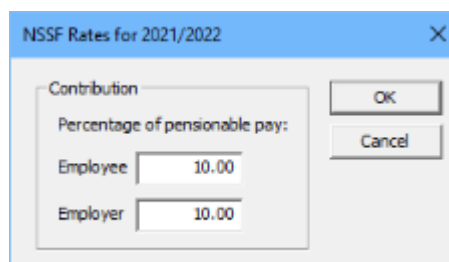 NSSF Rates for 2021/2022
Contribution
Percentage of pensionable pay:
Employee 10.00
Employer 10.00
OK
Cancel